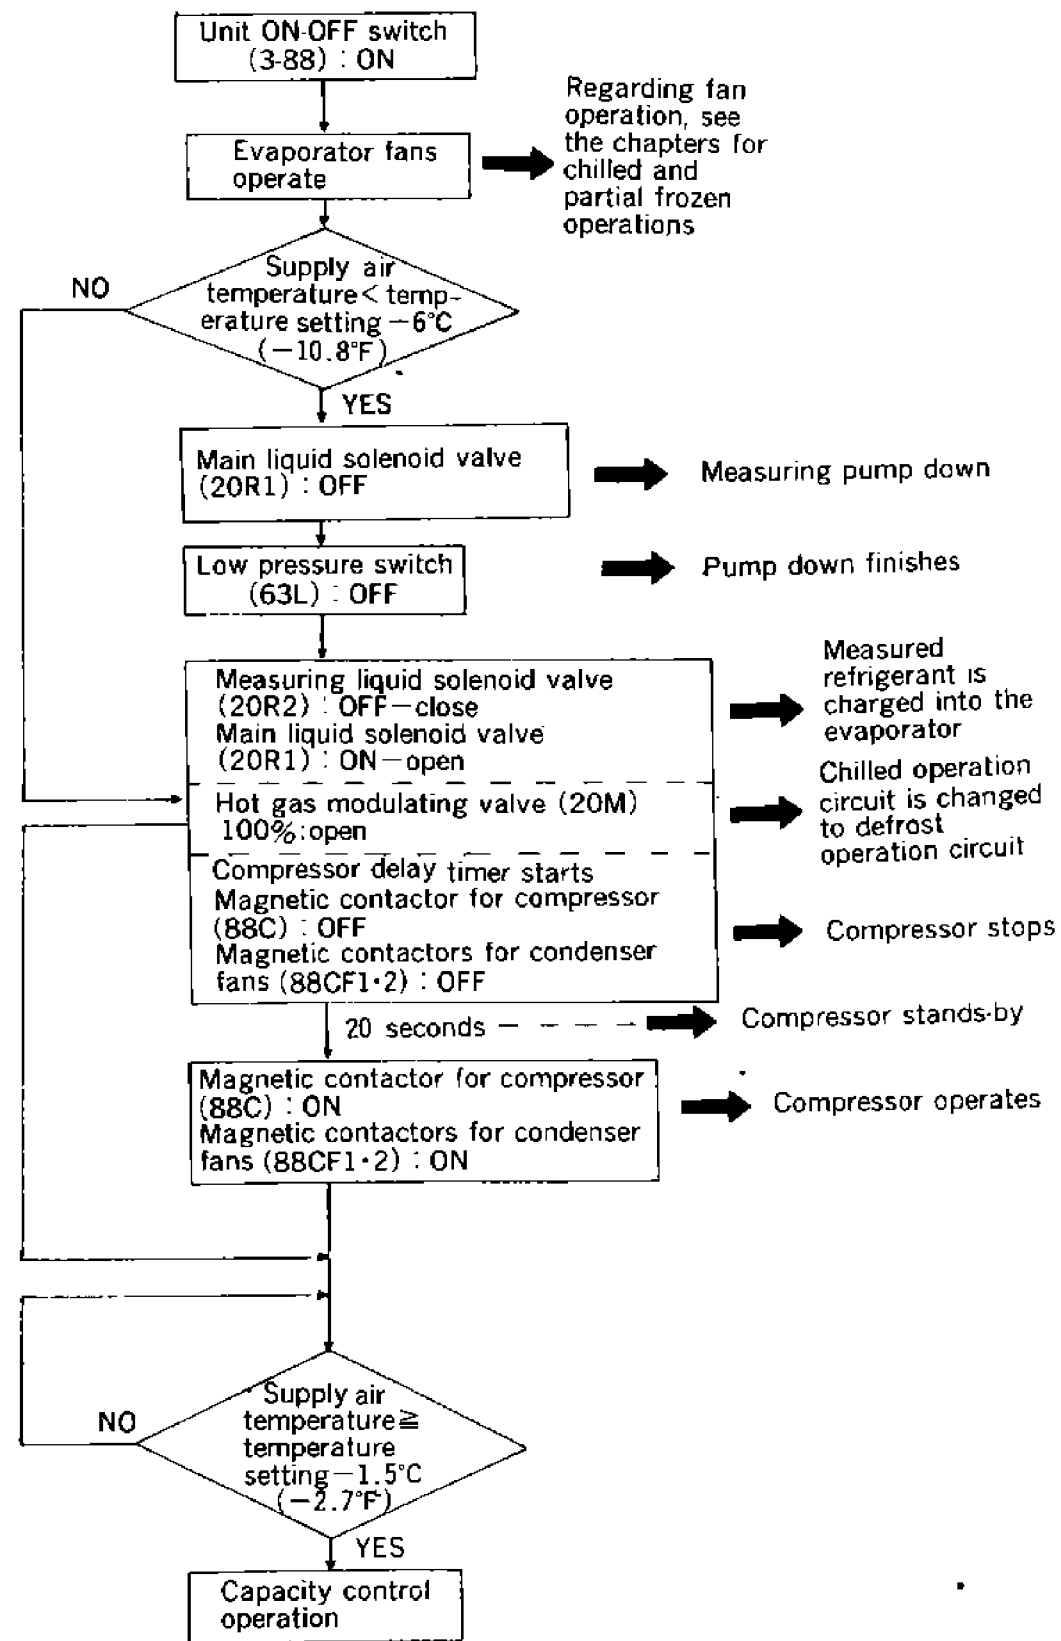 Unit ON-OFF switch
(3-88) : ON
Regarding fan
operation, see
the chapters for
chilled and
partial frozen
operations
Evaporator fans
operate
Supply air
temperature < temp-
erature setting −6°C
(−10.8°F)
NO
YES
Main liquid solenoid valve
(20R1) : OFF
Measuring pump down
Low pressure switch
(63L) : OFF
Pump down finishes
Measuring liquid solenoid valve
(20R2) : OFF—close
Main liquid solenoid valve
(20R1) : ON—open
Measured
refrigerant is
charged into the
evaporator
Hot gas modulating valve (20M)
100%:open
Chilled operation
circuit is changed
to defrost
operation circuit
Compressor delay timer starts
Magnetic contactor for compressor
(88C) : OFF
Magnetic contactors for condenser
fans (88CF1·2) : OFF
Compressor stops
20 seconds
Compressor stands-by
Magnetic contactor for compressor
(88C) : ON
Magnetic contactors for condenser
fans (88CF1·2) : ON
Compressor operates
Supply air
temperature ≧
temperature
setting −1.5°C
(−2.7°F)
NO
YES
Capacity control
operation